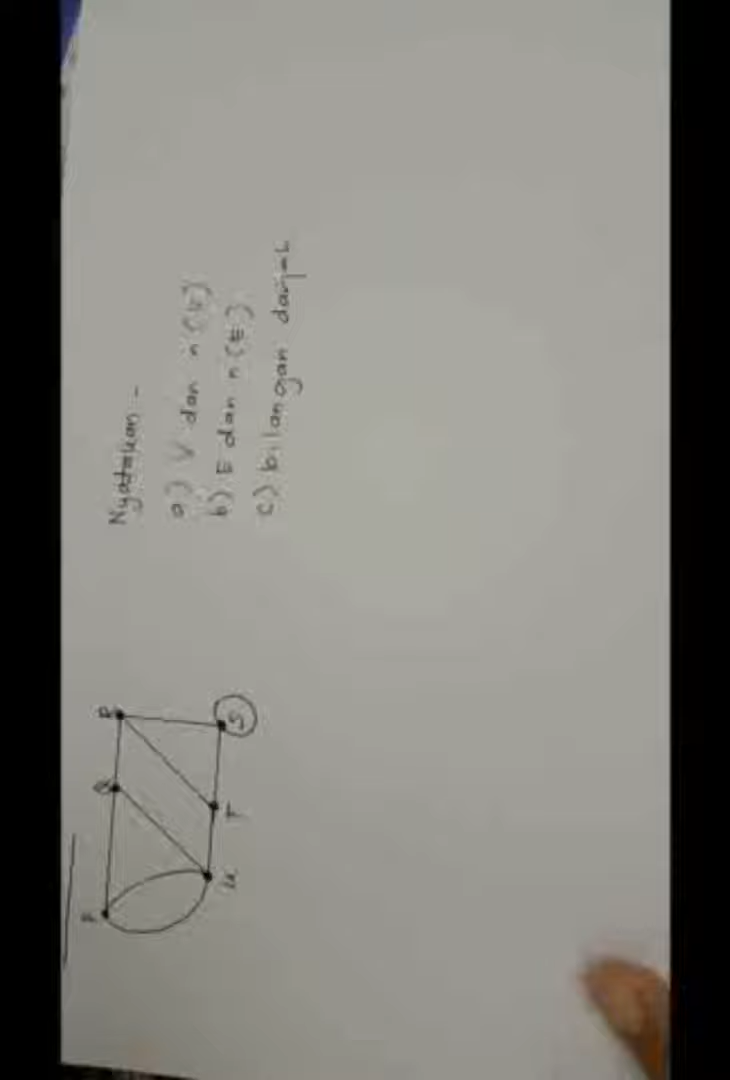 Nyatakan -
a) V dan n(V)
b) E dan n(E)
c) bilangan darjah
P
Q
R
S
T
U